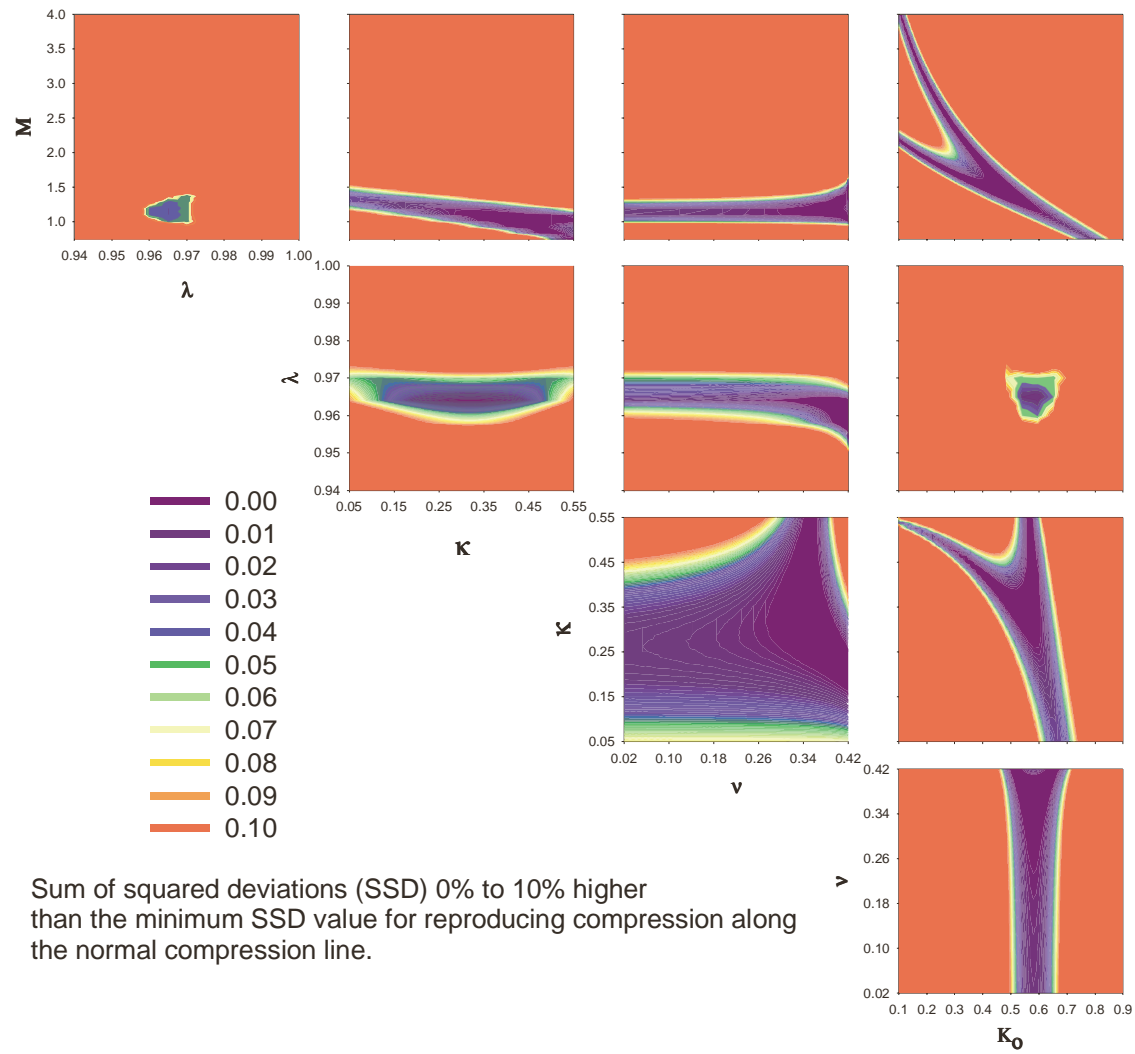 4.0
3.5
3.0
2.5
2.0
1.5
1.0
M
0.94 0.95 0.96 0.97 0.98 0.99 1.00
λ
1.00
0.99
0.98
0.97
0.96
0.95
0.94
λ
0.05 0.15 0.25 0.35 0.45 0.55
κ
0.55
0.45
0.35
0.25
0.15
0.05
κ
0.02 0.10 0.18 0.26 0.34 0.42
ν
0.42
0.34
0.26
0.18
0.10
0.02
ν
0.1 0.2 0.3 0.4 0.5 0.6 0.7 0.8 0.9
K0
0.00
0.01
0.02
0.03
0.04
0.05
0.06
0.07
0.08
0.09
0.10
Sum of squared deviations (SSD) 0% to 10% higher
than the minimum SSD value for reproducing compression along
the normal compression line.